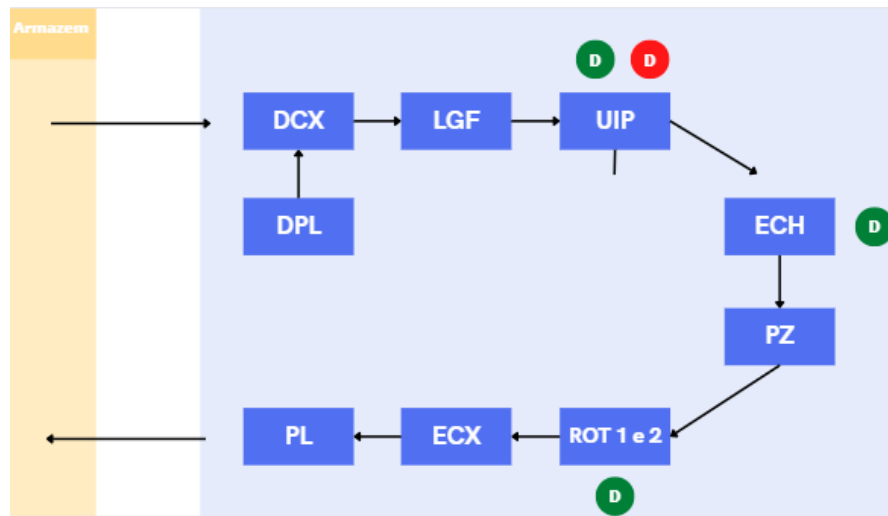 Armazem
D
D
DCX
LGF
UIP
DPL
ECH
D
PZ
PL
ECX
ROT 1 e 2
D